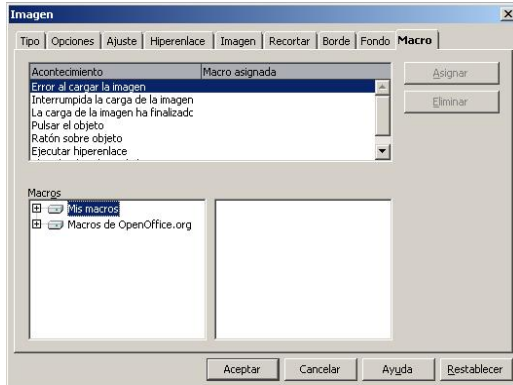 Imagen
Tipo Opciones Ajuste Hiperenlace Imagen Recortar Borde Fondo Macro
Acontecimiento Macro asignada
Asignar
Error al cargar la imagen
Interrumpida la carga de la imagen
Eliminar
La carga de la imagen ha finalizadc
Pulsar el objeto
Ratón sobre objeto
Ejecutar hiperenlace
Macros
Mis macros
Macros de OpenOffice.org
Aceptar Cancelar Ayuda Restablecer